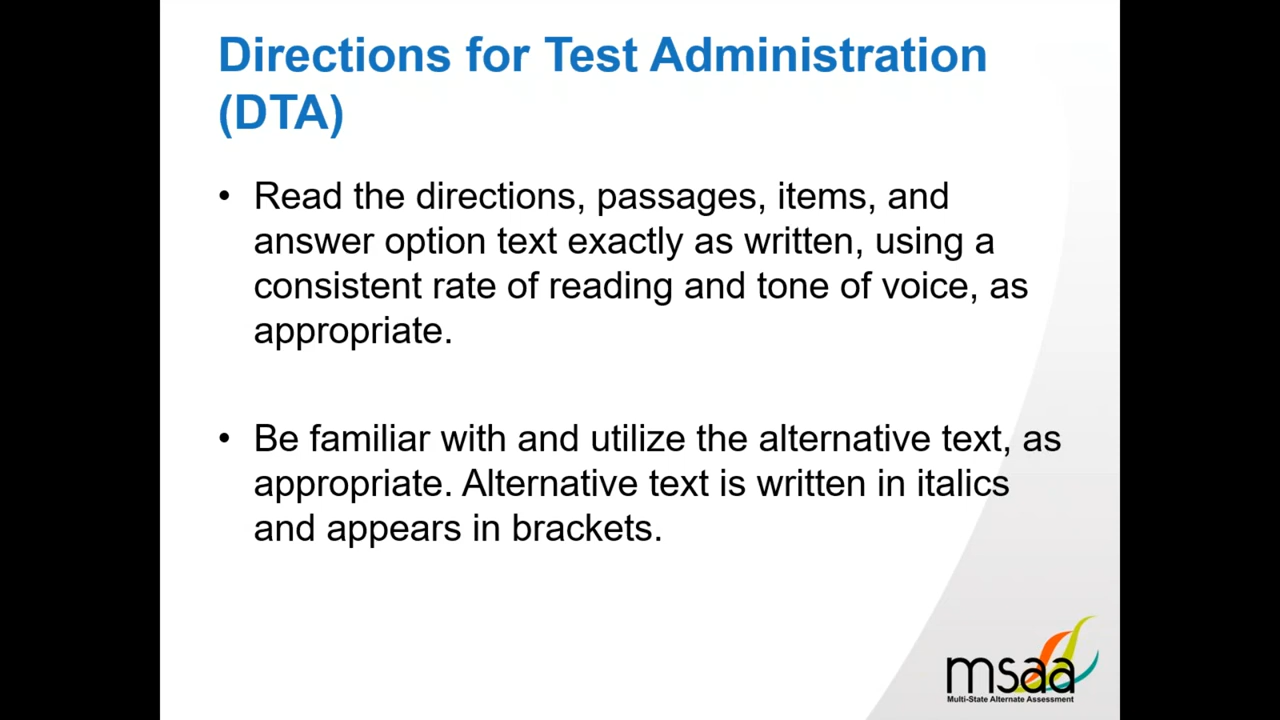 Directions for Test Administration
(DTA)
• Read the directions, passages, items, and
answer option text exactly as written, using a
consistent rate of reading and tone of voice, as
appropriate.
• Be familiar with and utilize the alternative text, as
appropriate. Alternative text is written in italics
and appears in brackets.
msaa
Multi-State Alternate Assessment